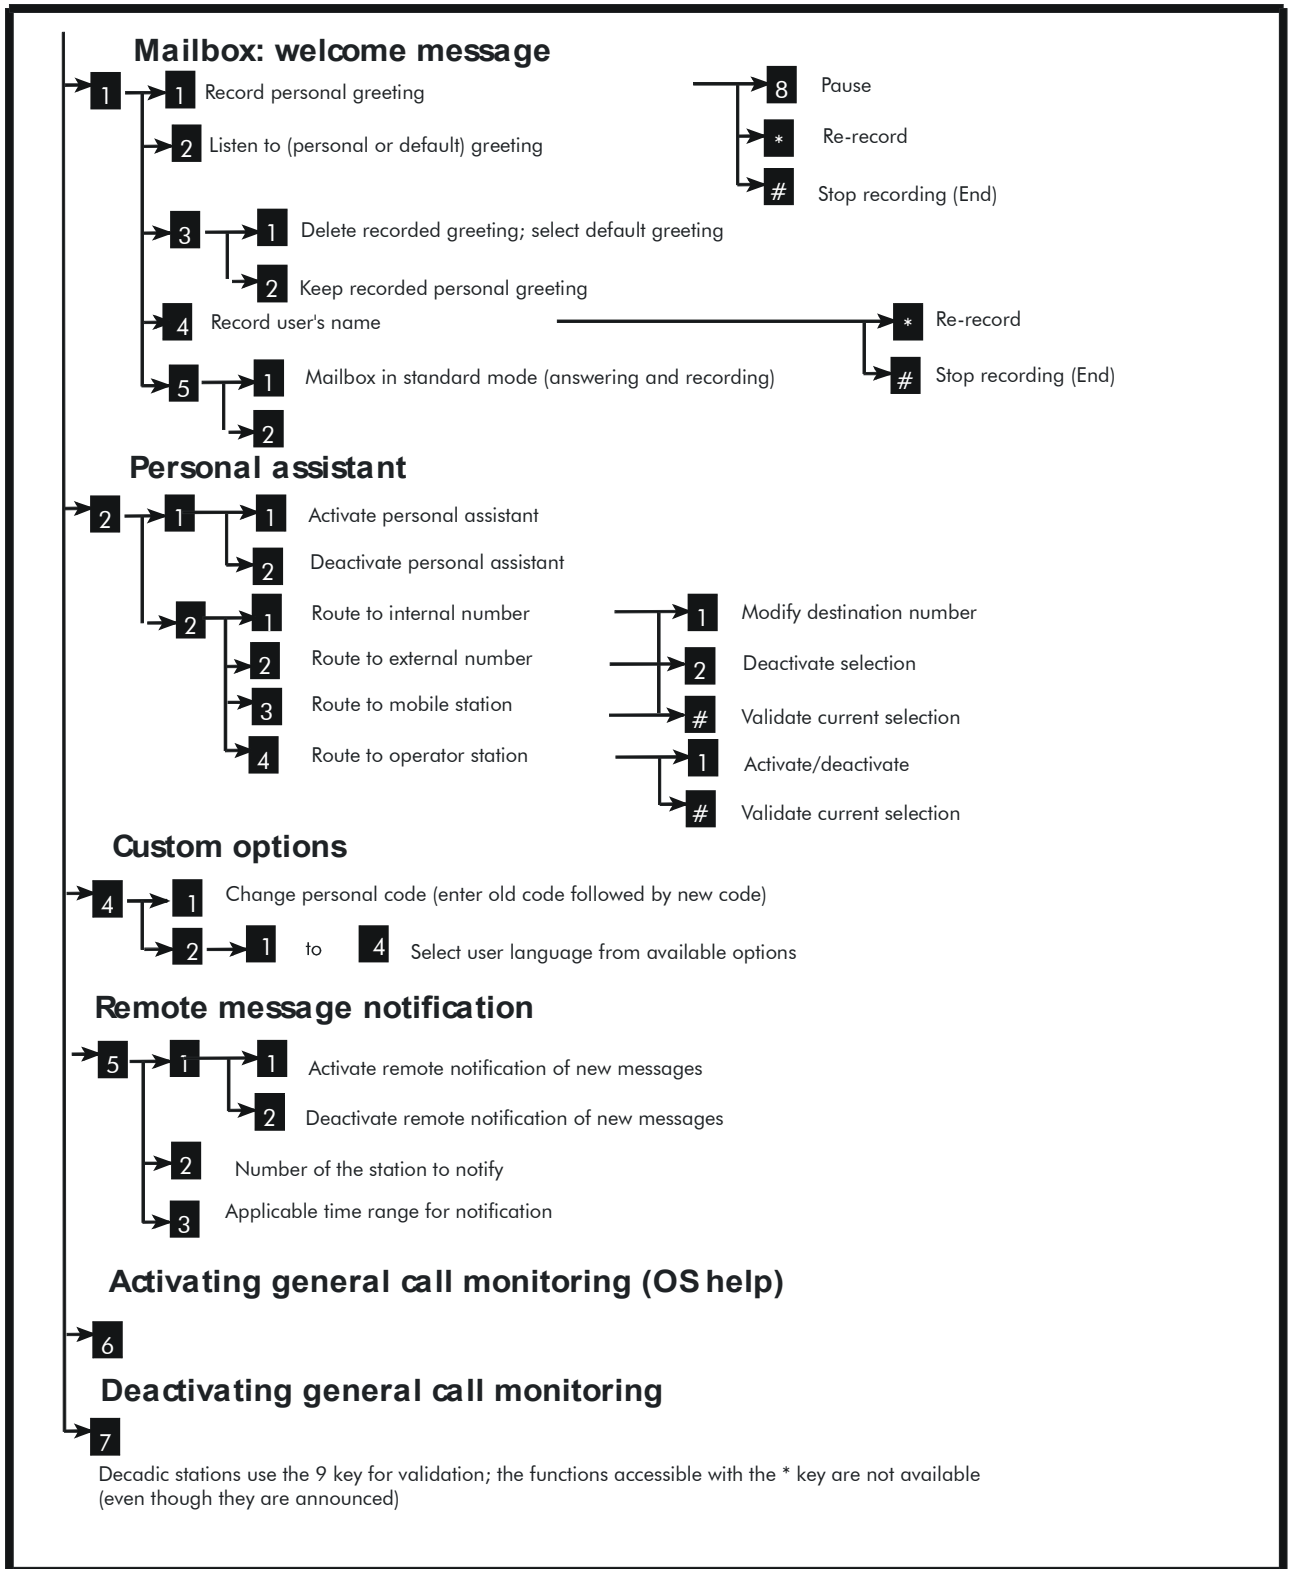 Mailbox: welcome message
1 1 Record personal greeting 8 Pause
2 Listen to (personal or default) greeting * Re-record
# Stop recording (End)
3 1 Delete recorded greeting; select default greeting
2 Keep recorded personal greeting
4 Record user's name * Re-record
5 1 Mailbox in standard mode (answering and recording) # Stop recording (End)
2
Personal assistant
2 1 1 Activate personal assistant
2 Deactivate personal assistant
2 1 Route to internal number 1 Modify destination number
2 Route to external number 2 Deactivate selection
3 Route to mobile station # Validate current selection
4 Route to operator station 1 Activate/deactivate
# Validate current selection
Custom options
4 1 Change personal code (enter old code followed by new code)
2 1 to 4 Select user language from available options
Remote message notification
5 1 1 Activate remote notification of new messages
2 Deactivate remote notification of new messages
2 Number of the station to notify
3 Applicable time range for notification
Activating general call monitoring (OS help)
6
Deactivating general call monitoring
7
Decadic stations use the 9 key for validation; the functions accessible with the * key are not available
(even though they are announced)